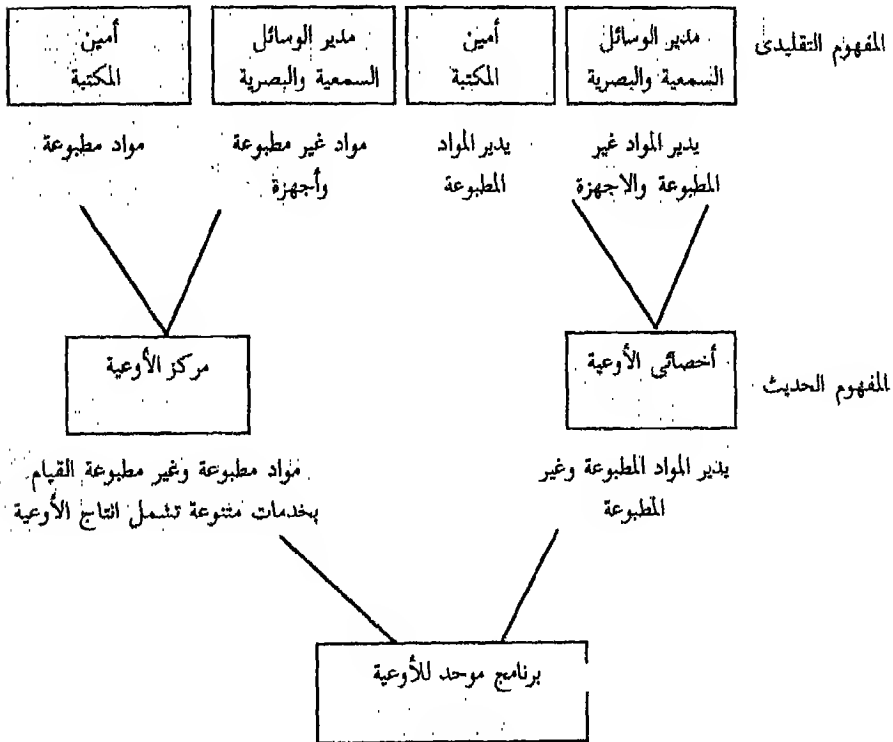 المفهوم التقليدى
مدير الوسائل
السمعية والبصرية
أمين
المكتبة
مدير الوسائل
السمعية والبصرية
أمين
المكتبة
يدير المواد غير
المطبوعة والاجهزة
يدير المواد
المطبوعة
مواد غير مطبوعة
وأجهزة
مواد مطبوعة
المفهوم الحديث
أخصائى الأوعية
مركز الأوعية
يدير المواد المطبوعة وغير
المطبوعة
مواد مطبوعة وغير مطبوعة القيام
بخدمات متنوعة تشمل انتاج الأوعية
برنامج موحد للأوعية